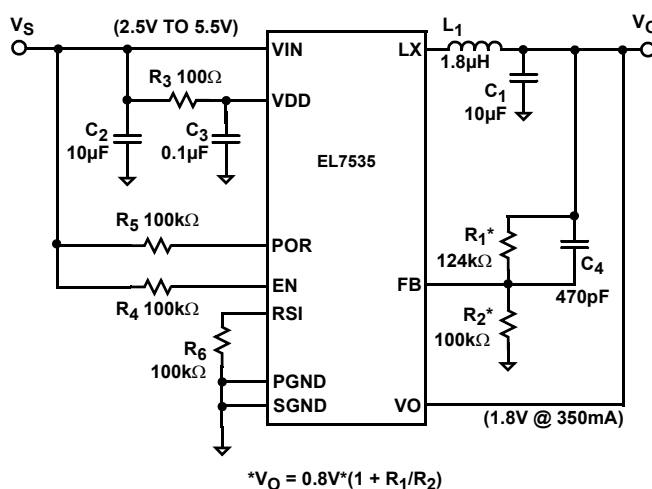 VS
(2.5V TO 5.5V)
VIN
LX
L1
1.8µH
VO
R3 100Ω
VDD
C1
10µF
C2
10µF
C3
0.1µF
EL7535
R5 100kΩ
POR
R1*
124kΩ
C4
470pF
EN
FB
R4 100kΩ
RSI
R2*
100kΩ
R6
100kΩ
PGND
SGND
VO
(1.8V @ 350mA)
*VO = 0.8V*(1 + R1/R2)